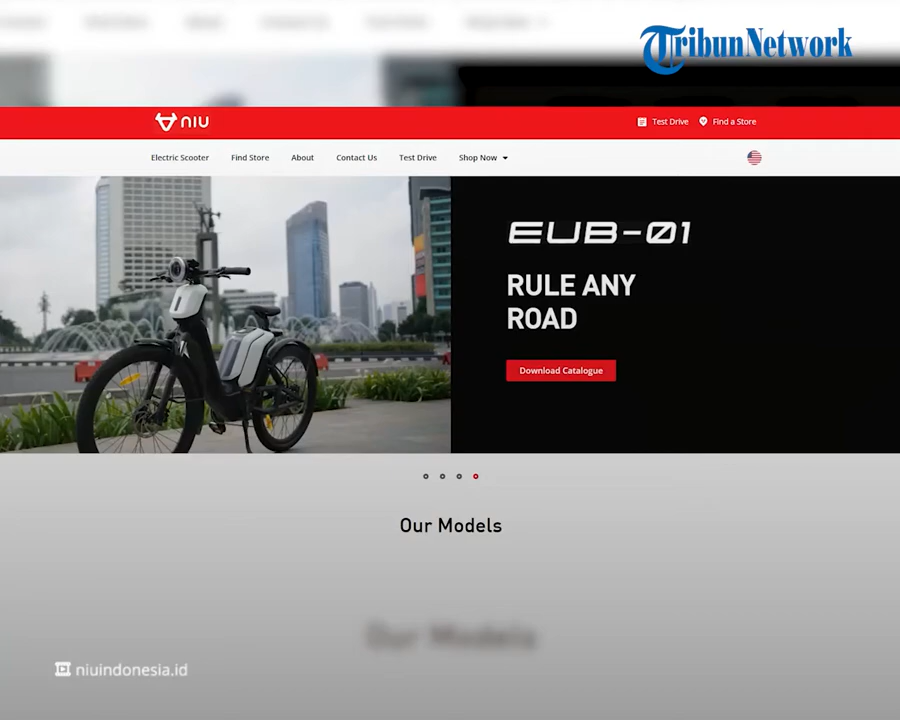 TribunNetwork
NIU
Test Drive
Find a Store
Electric Scooter
Find Store
About
Contact Us
Test Drive
Shop Now
EUB-01
RULE ANY
ROAD
Download Catalogue
Our Models
Our Models
niuindonesia.id